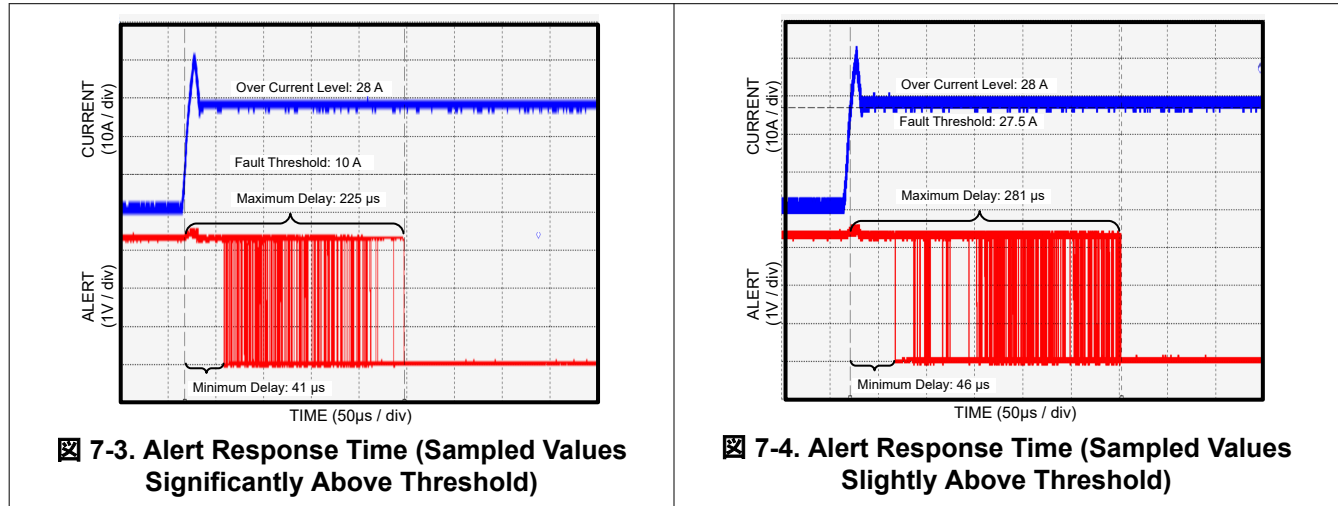 CURRENT
(10A / div)
Over Current Level: 28 A
Fault Threshold: 10 A
Maximum Delay: 225 µs
ALERT
(1V / div)
Minimum Delay: 41 µs
TIME (50µs / div)
図 7-3. Alert Response Time (Sampled Values
Significantly Above Threshold)
CURRENT
(10A / div)
Over Current Level: 28 A
Fault Threshold: 27.5 A
Maximum Delay: 281 µs
ALERT
(1V / div)
Minimum Delay: 46 µs
TIME (50µs / div)
図 7-4. Alert Response Time (Sampled Values
Slightly Above Threshold)